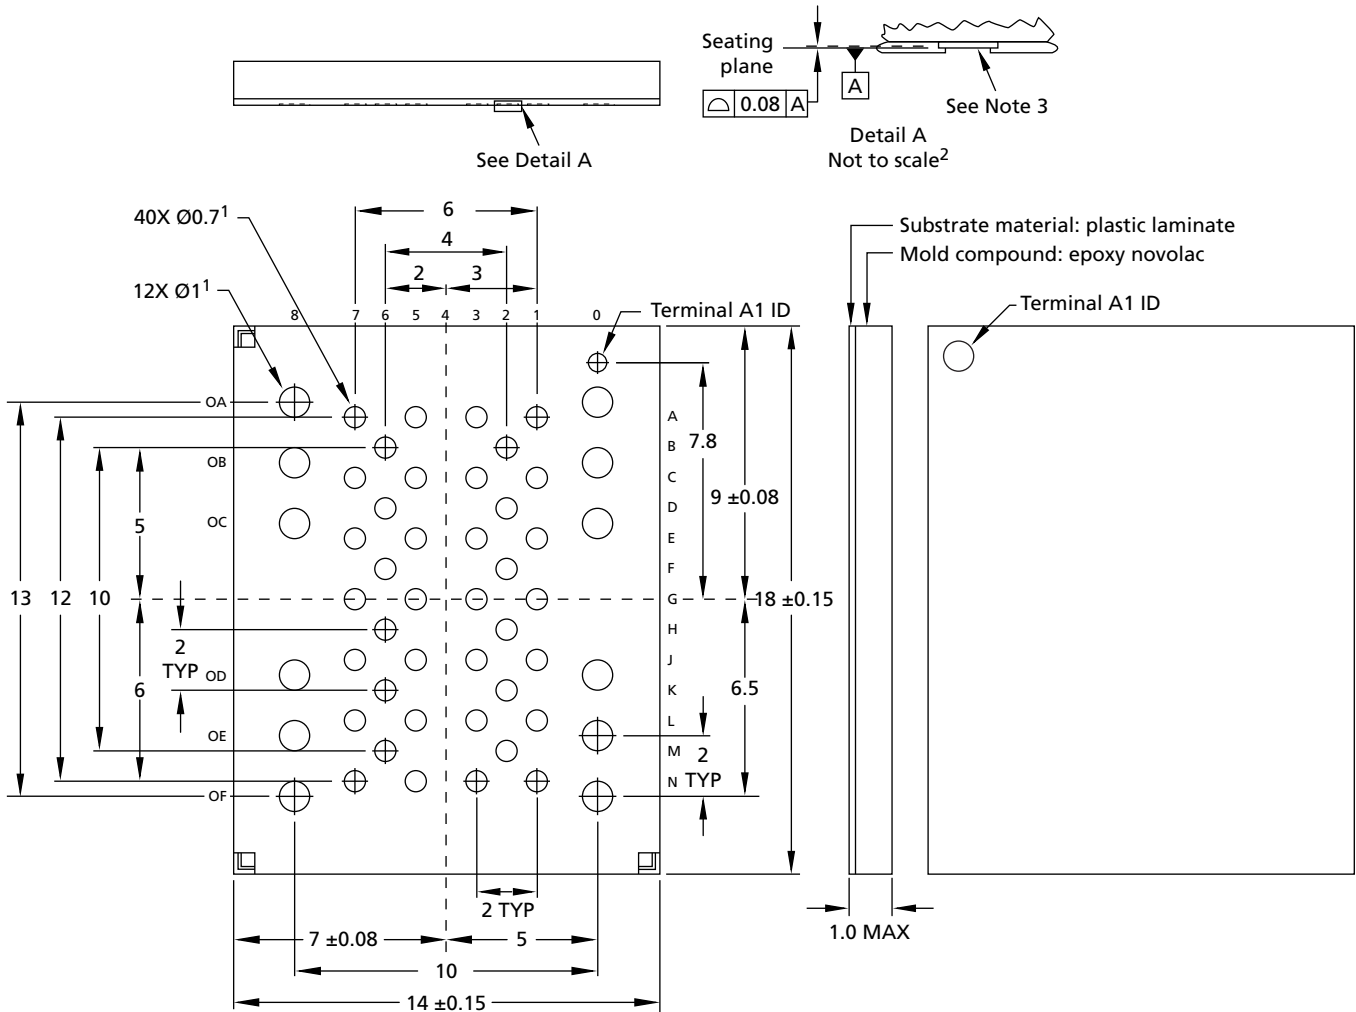 Seating
plane
0.08 A
A
See Note 3
Detail A
Not to scale2
See Detail A
40X Ø0.71
12X Ø11
6
4
2
3
Terminal A1 ID
8 7 6 5 4 3 2 1 0
Substrate material: plastic laminate
Mold compound: epoxy novolac
Terminal A1 ID
OA
OB
OC
OD
OE
OF
A
B
C
D
E
F
G
H
J
K
L
M
N
7.8
9 ±0.08
5
13
12
10
18 ±0.15
2
TYP
6
6.5
2
TYP
2 TYP
1.0 MAX
7 ±0.08
5
10
14 ±0.15